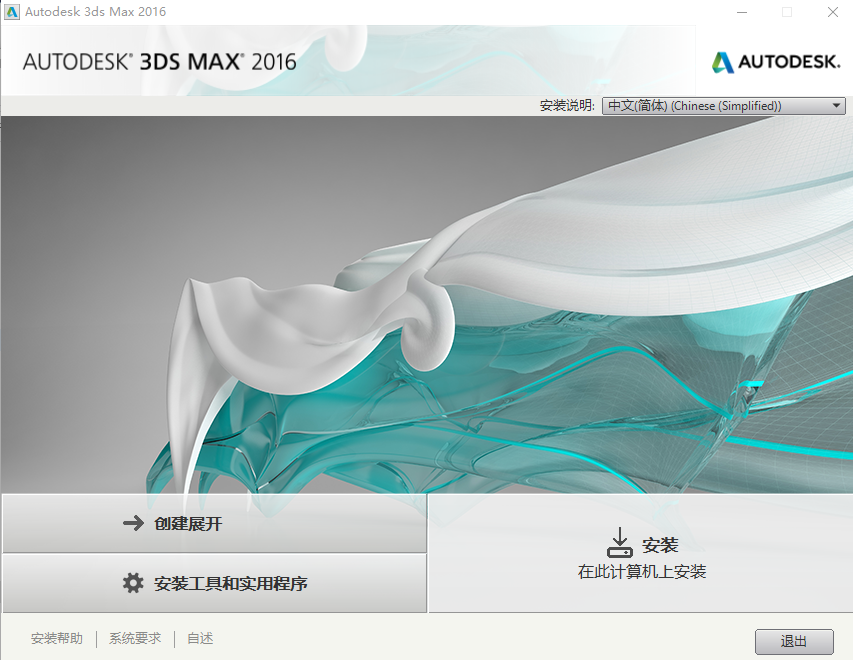 Autodesk 3ds Max 2016
AUTODESK® 3DS MAX® 2016
AUTODESK.
安装说明: 中文(简体) (Chinese (Simplified))
创建展开
安装工具和实用程序
安装
在此计算机上安装
安装帮助 | 系统要求 | 自述
退出